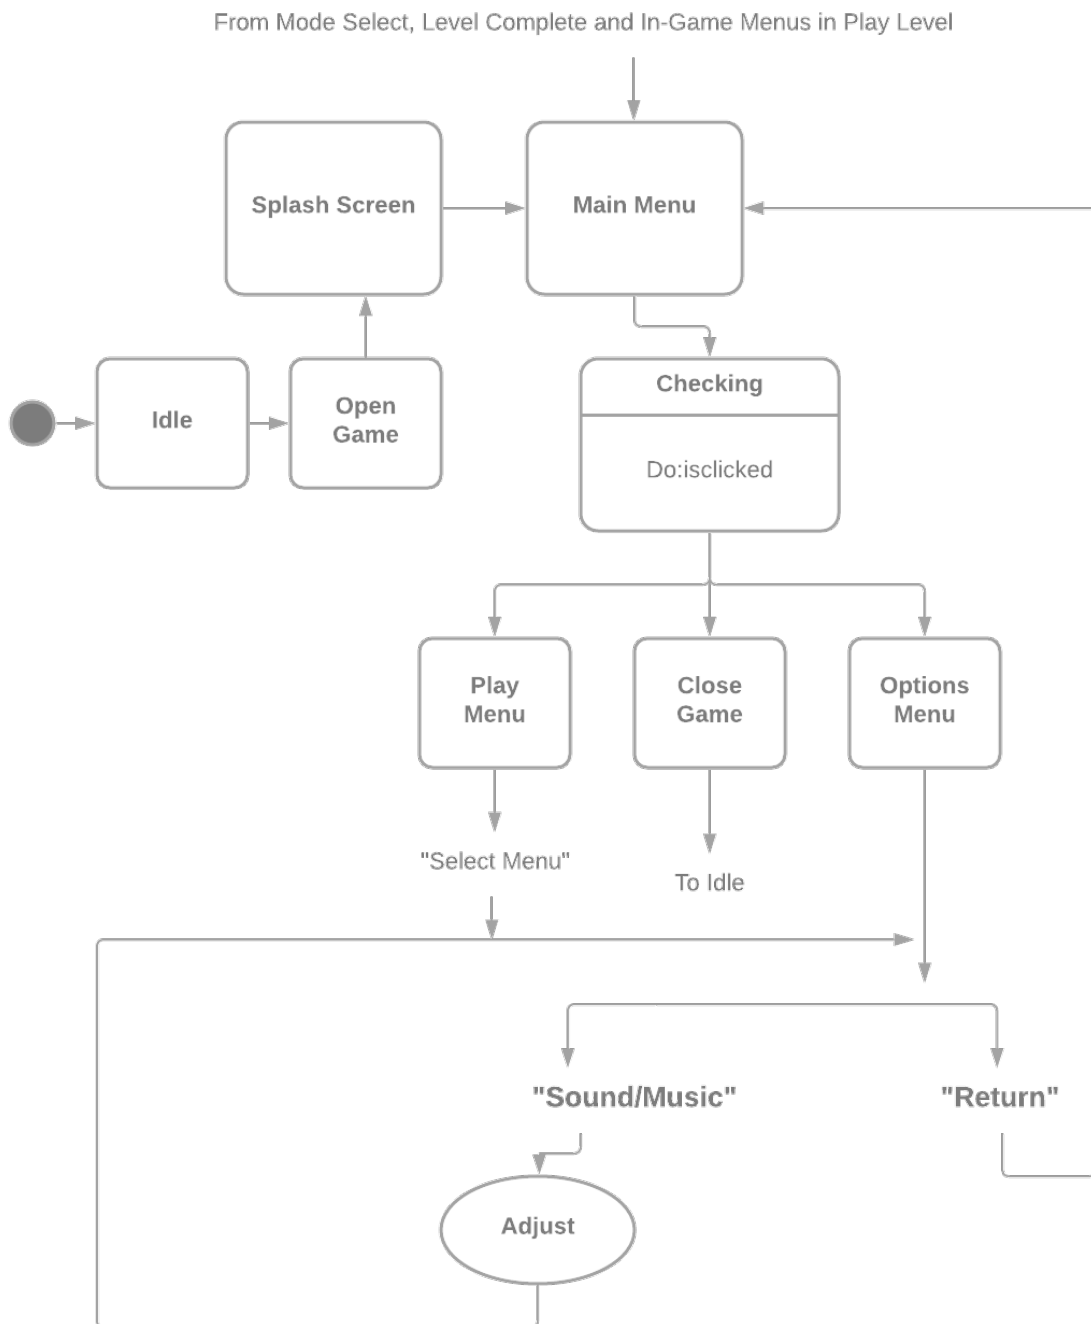 From Mode Select, Level Complete and In-Game Menus in Play Level
Splash Screen
Main Menu
Idle
Open
Game
Checking
Do:isclicked
Play
Menu
Close
Game
Options
Menu
"Select Menu"
To Idle
"Sound/Music"
"Return"
Adjust